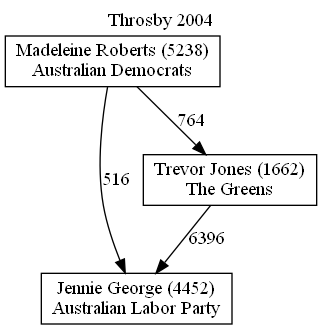 Throsby 2004
Madeleine Roberts (5238)
Australian Democrats
764
516
Trevor Jones (1662)
The Greens
6396
Jennie George (4452)
Australian Labor Party